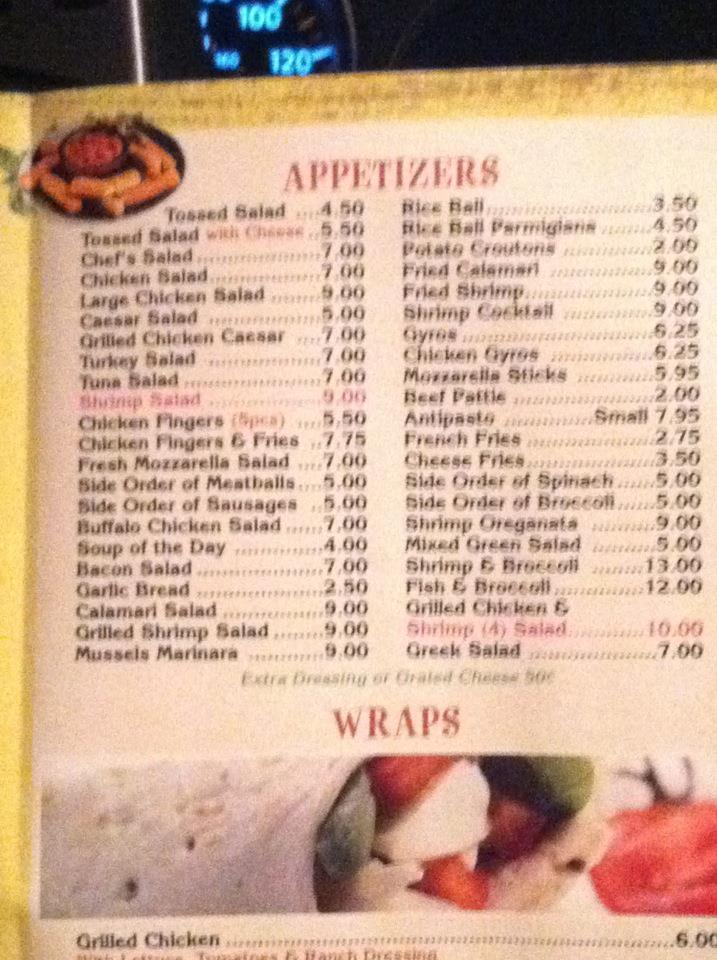 100
160
120
APPETIZERS
Tossed Salad ....4.50
Tossed Salad with Cheese ..5.50
Chef's Salad....................7.00
Chicken Salad..................7.00
Large Chicken Salad ........9.00
Caesar Salad ...................5.00
Grilled Chicken Caesar ....7.00
Turkey Salad ...................7.00
Tuna Salad......................7.00
Shrimp Salad ..................9.00
Chicken Fingers (5pcs) ....5.50
Chicken Fingers & Fries ..7.75
Fresh Mozzarella Salad ....7.00
Side Order of Meatballs....5.00
Side Order of Sausages ..5.00
Buffalo Chicken Salad ......7.00
Soup of the Day ..............4.00
Bacon Salad ....................7.00
Garlic Bread ....................2.50
Calamari Salad ................9.00
Grilled Shrimp Salad ........9.00
Mussels Marinara ............9.00
Rice Ball..........................3.50
Rice Ball Parmigiana ........4.50
Potato Croutons ..............2.00
Fried Calamari ................9.00
Fried Shrimp....................9.00
Shrimp Cocktail ..............9.00
Gyros ..............................6.25
Chicken Gyros ................6.25
Mozzarella Sticks ............5.95
Beef Pattie ......................2.00
Antipasto ..............Small 7.95
French Fries ....................2.75
Cheese Fries....................3.50
Side Order of Spinach......5.00
Side Order of Broccoli......5.00
Shrimp Oreganata ..........9.00
Mixed Green Salad ..........5.00
Shrimp & Broccoli ..........13.00
Fish & Broccoli................12.00
Grilled Chicken &
Shrimp (4) Salad..............10.00
Greek Salad ....................7.00
Extra Dressing or Grated Cheese 50¢
WRAPS
Grilled Chicken ..................................................6.00
With Lettuce, Tomatoes & Ranch Dressing